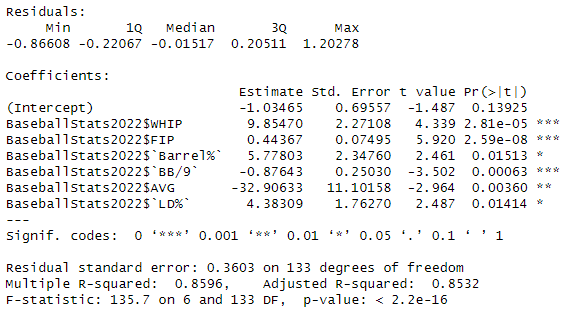 Residuals:
     Min       1Q   Median       3Q      Max
-0.86608 -0.22067 -0.01517  0.20511  1.20278
Coefficients:
                            Estimate Std. Error t value Pr(>|t|)
(Intercept)                 -1.03465    0.69557  -1.487  0.13925
BaseballStats2022$WHIP       9.85470    2.27108   4.339 2.81e-05 ***
BaseballStats2022$FIP        0.44367    0.07495   5.920 2.59e-08 ***
BaseballStats2022$`Barrel%`  5.77803    2.34760   2.461  0.01513 *
BaseballStats2022$`BB/9`    -0.87643    0.25030  -3.502  0.00063 ***
BaseballStats2022$AVG      -32.90633   11.10158  -2.964  0.00360 **
BaseballStats2022$`LD%`      4.38309    1.76270   2.487  0.01414 *
---
Signif. codes:  0 ‘***’ 0.001 ‘**’ 0.01 ‘*’ 0.05 ‘.’ 0.1 ‘ ’ 1
Residual standard error: 0.3603 on 133 degrees of freedom
Multiple R-squared:  0.8596,    Adjusted R-squared:  0.8532
F-statistic: 135.7 on 6 and 133 DF,  p-value: < 2.2e-16